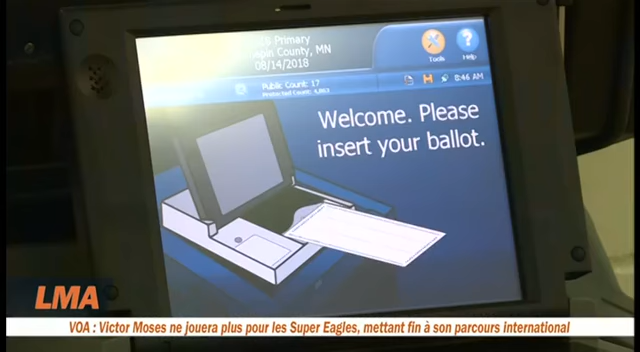 Primary
County, MN
08/14/2018
Tools
Help
Public Count: 17
8:46 AM
Welcome. Please
insert your ballot.
LMA
VOA : Victor Moses ne jouera plus pour les Super Eagles, mettant fin à son parcours international